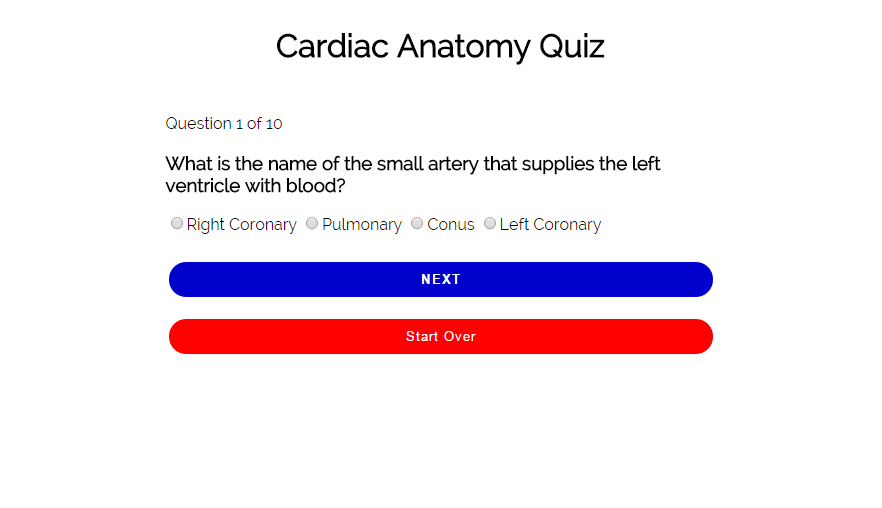 Cardiac Anatomy Quiz
Question 1 of 10
What is the name of the small artery that supplies the left
ventricle with blood?
Right Coronary Pulmonary Conus Left Coronary
NEXT
Start Over